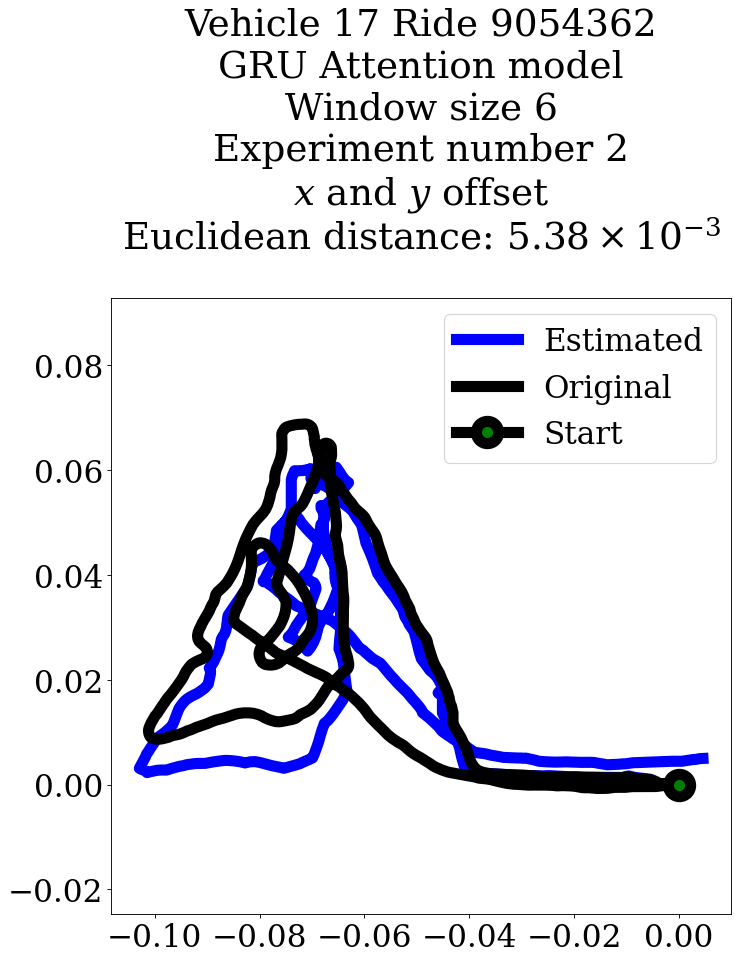 Vehicle 17 Ride 9054362
GRU Attention model
Window size 6
Experiment number 2
x and y offset
Euclidean distance: 5.38 × 10⁻³
Estimated
Original
Start
0.08
0.06
0.04
0.02
0.00
−0.02
−0.10 −0.08 −0.06 −0.04 −0.02 0.00